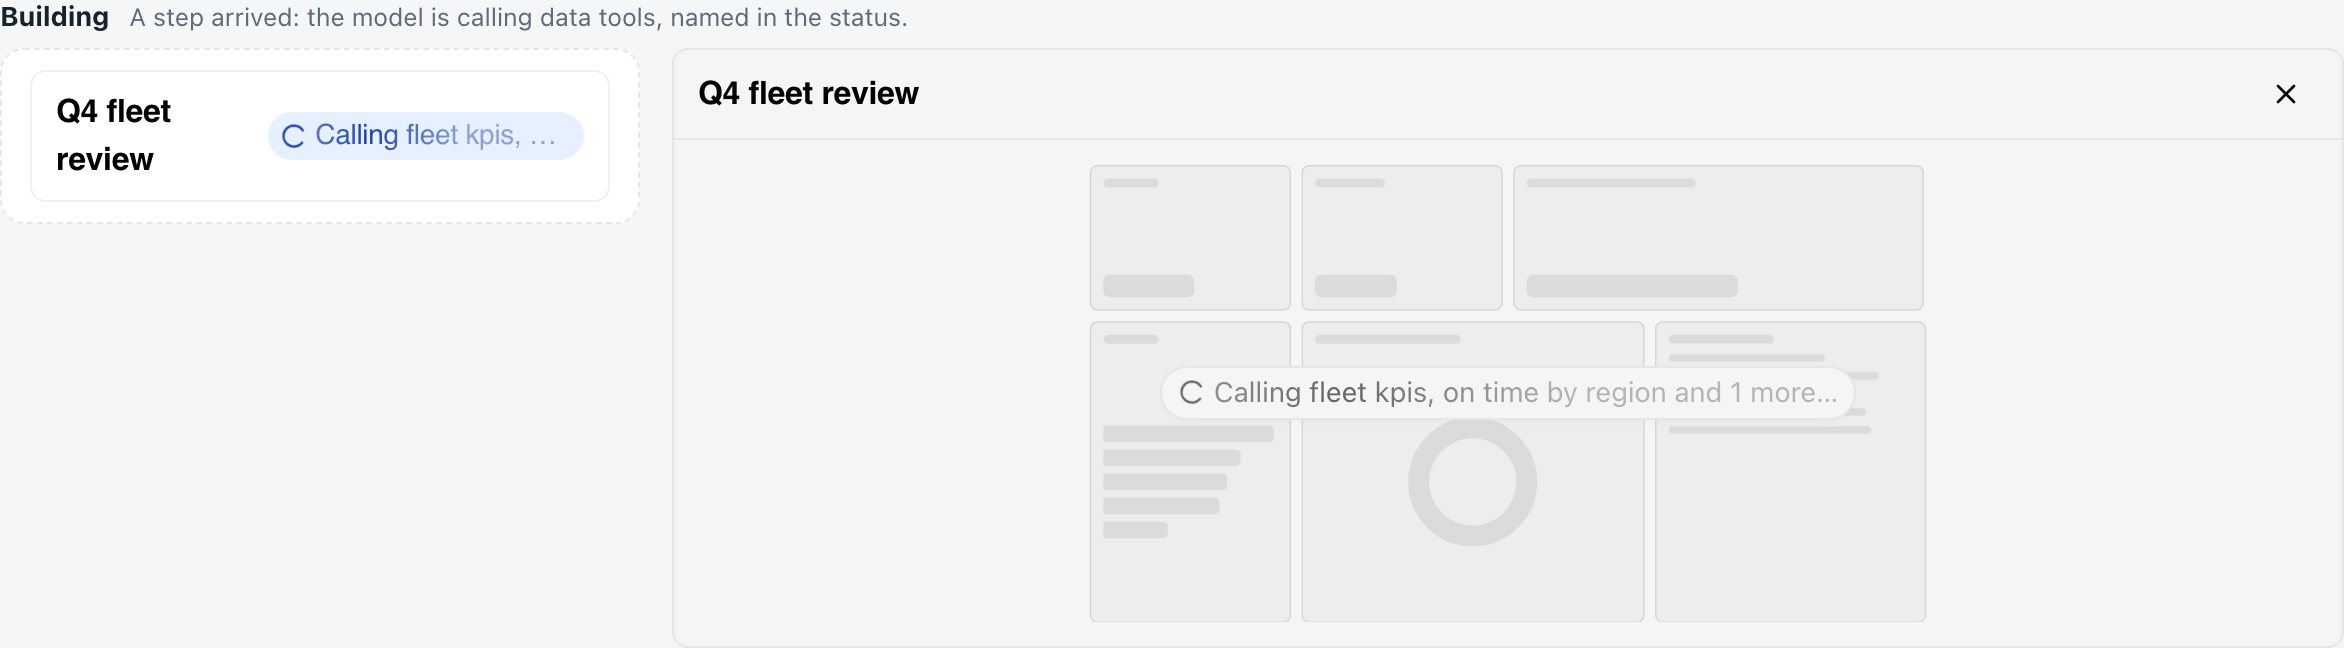 Building A step arrived: the model is calling data tools, named in the status.
Q4 fleet
review
Calling fleet kpis, …
Q4 fleet review
Calling fleet kpis, on time by region and 1 more...